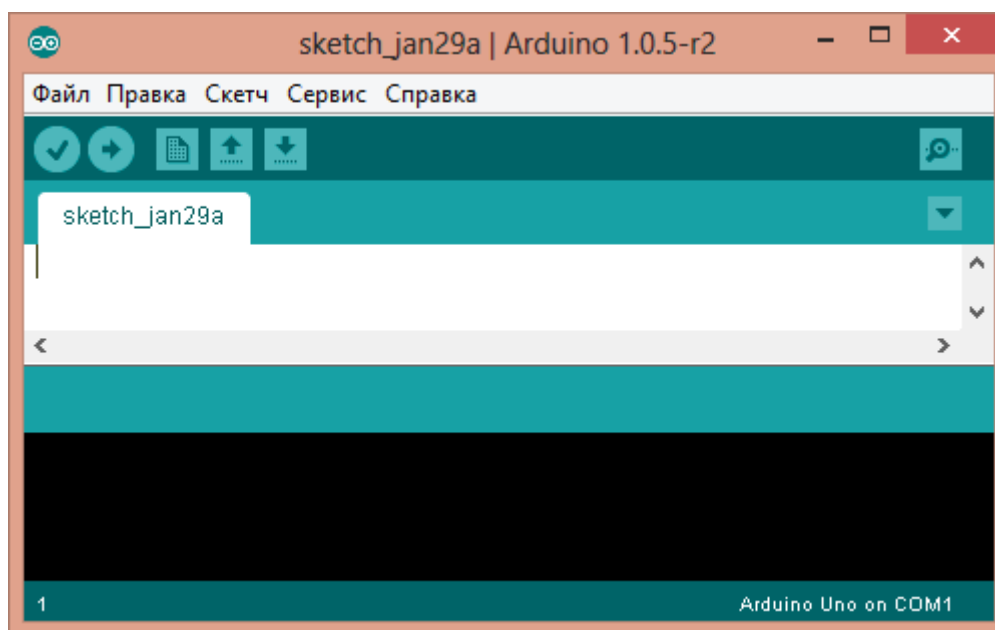 sketch_jan29a | Arduino 1.0.5-r2
Файл Правка Скетч Сервис Справка
sketch_jan29a
1 Arduino Uno on COM1